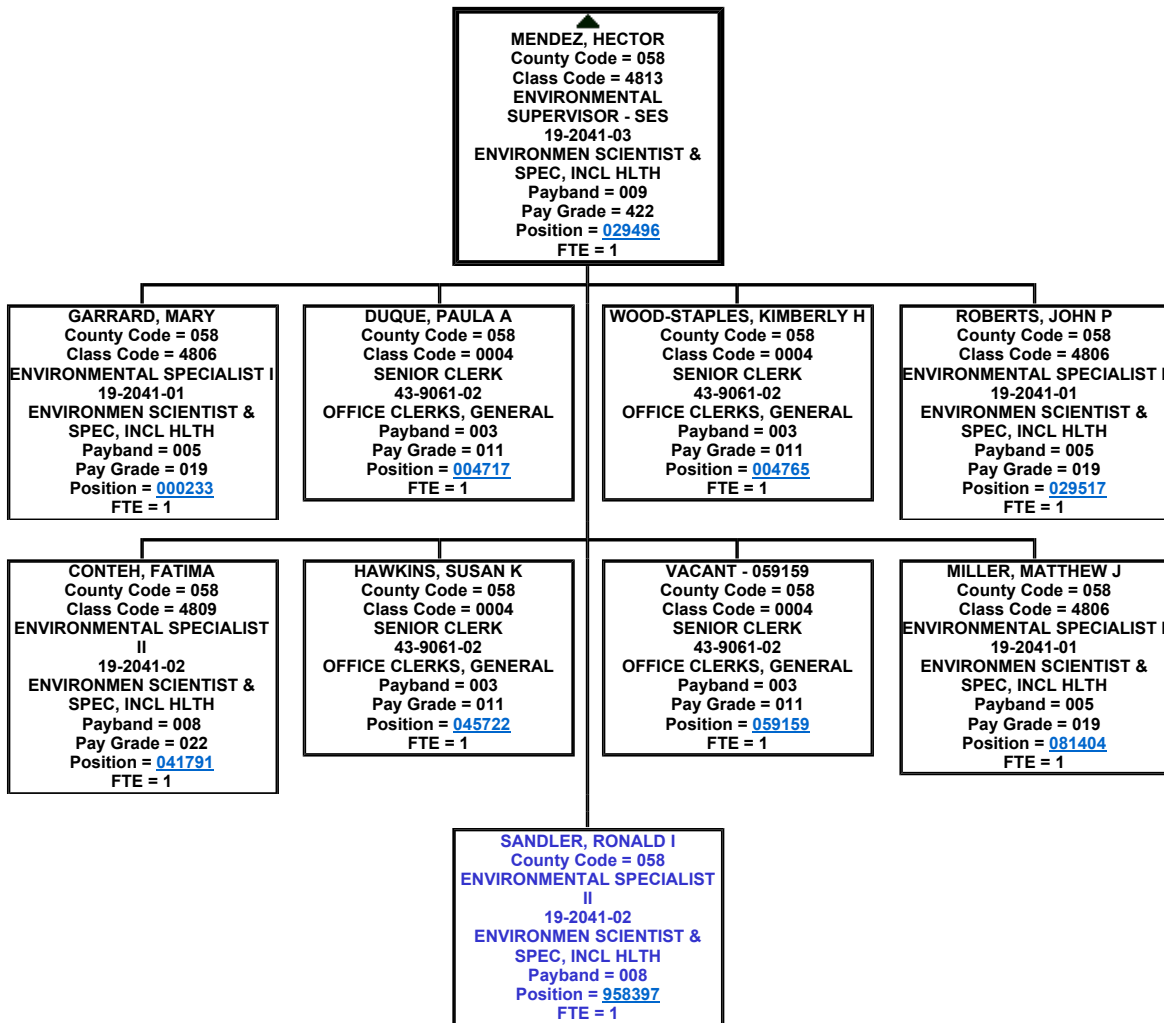 MENDEZ, HECTOR
County Code = 058
Class Code = 4813
ENVIRONMENTAL
SUPERVISOR - SES
19-2041-03
ENVIRONMEN SCIENTIST &
SPEC, INCL HLTH
Payband = 009
Pay Grade = 422
Position = 029496
FTE = 1
GARRARD, MARY
County Code = 058
Class Code = 4806
ENVIRONMENTAL SPECIALIST I
19-2041-01
ENVIRONMEN SCIENTIST &
SPEC, INCL HLTH
Payband = 005
Pay Grade = 019
Position = 000233
FTE = 1
DUQUE, PAULA A
County Code = 058
Class Code = 0004
SENIOR CLERK
43-9061-02
OFFICE CLERKS, GENERAL
Payband = 003
Pay Grade = 011
Position = 004717
FTE = 1
WOOD-STAPLES, KIMBERLY H
County Code = 058
Class Code = 0004
SENIOR CLERK
43-9061-02
OFFICE CLERKS, GENERAL
Payband = 003
Pay Grade = 011
Position = 004765
FTE = 1
ROBERTS, JOHN P
County Code = 058
Class Code = 4806
ENVIRONMENTAL SPECIALIST I
19-2041-01
ENVIRONMEN SCIENTIST &
SPEC, INCL HLTH
Payband = 005
Pay Grade = 019
Position = 029517
FTE = 1
CONTEH, FATIMA
County Code = 058
Class Code = 4809
ENVIRONMENTAL SPECIALIST
II
19-2041-02
ENVIRONMEN SCIENTIST &
SPEC, INCL HLTH
Payband = 008
Pay Grade = 022
Position = 041791
FTE = 1
HAWKINS, SUSAN K
County Code = 058
Class Code = 0004
SENIOR CLERK
43-9061-02
OFFICE CLERKS, GENERAL
Payband = 003
Pay Grade = 011
Position = 045722
FTE = 1
VACANT - 059159
County Code = 058
Class Code = 0004
SENIOR CLERK
43-9061-02
OFFICE CLERKS, GENERAL
Payband = 003
Pay Grade = 011
Position = 059159
FTE = 1
MILLER, MATTHEW J
County Code = 058
Class Code = 4806
ENVIRONMENTAL SPECIALIST I
19-2041-01
ENVIRONMEN SCIENTIST &
SPEC, INCL HLTH
Payband = 005
Pay Grade = 019
Position = 081404
FTE = 1
SANDLER, RONALD I
County Code = 058
ENVIRONMENTAL SPECIALIST
II
19-2041-02
ENVIRONMEN SCIENTIST &
SPEC, INCL HLTH
Payband = 008
Position = 958397
FTE = 1